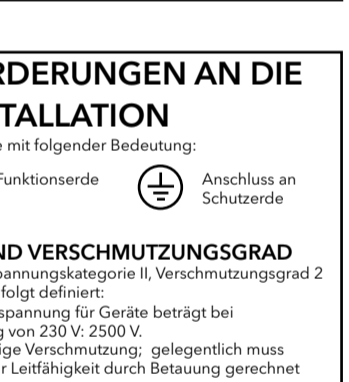 RDERUNGEN AN DIE
TALLATION
e mit folgender Bedeutung:
Funktionserde
Anschluss an
Schutzerde
ND VERSCHMUTZUNGSGRAD
pannungskategorie II, Verschmutzungsgrad 2
folgt definiert:
spannung für Geräte beträgt bei
g von 230 V: 2500 V.
ige Verschmutzung; gelegentlich muss
r Leitfähigkeit durch Betauung gerechnet